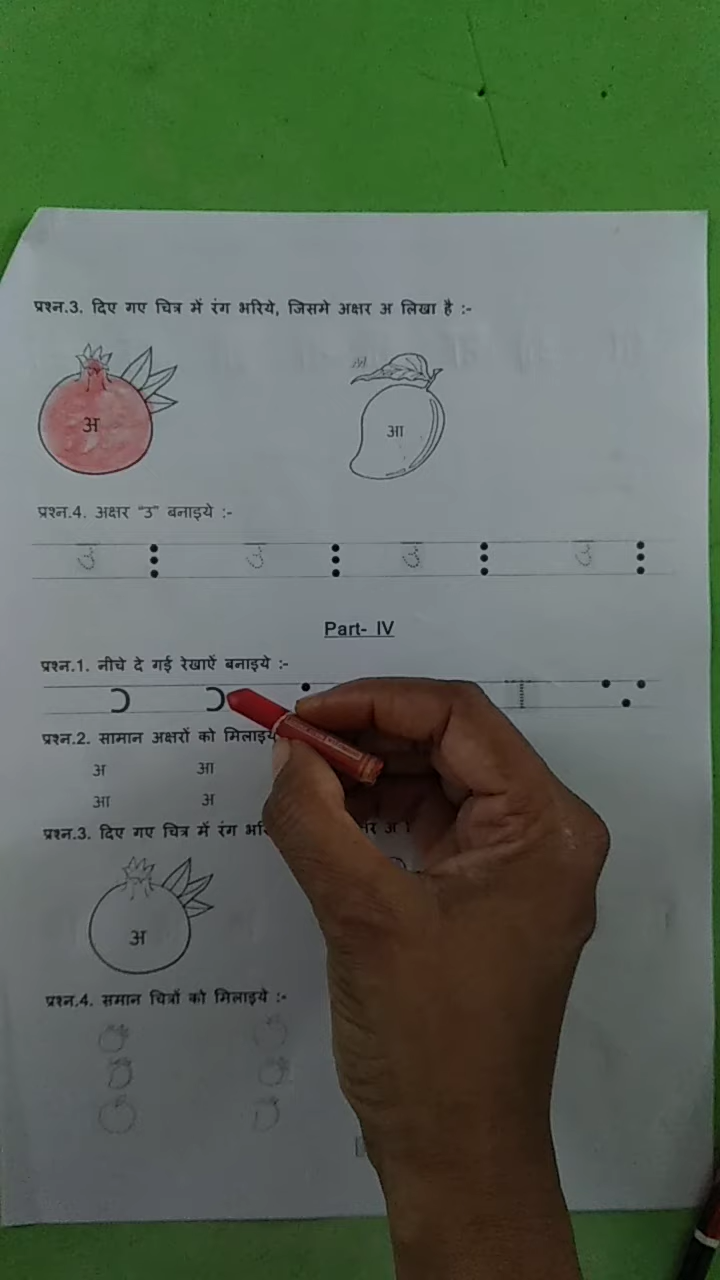 प्रश्न.3. दिए गए चित्र में रंग भरिये, जिसमे अक्षर अ लिखा है :-
अ आ
प्रश्न.4. अक्षर “उ” बनाइये :-
उ उ उ उ
Part- IV
प्रश्न.1. नीचे दे गई रेखाऐं बनाइये :-
प्रश्न.2. सामान अक्षरों को मिलाइये
अ आ
आ अ
प्रश्न.3. दिए गए चित्र में रंग अ ।
अ
प्रश्न.4. समान चित्रों को मिलाइये :-